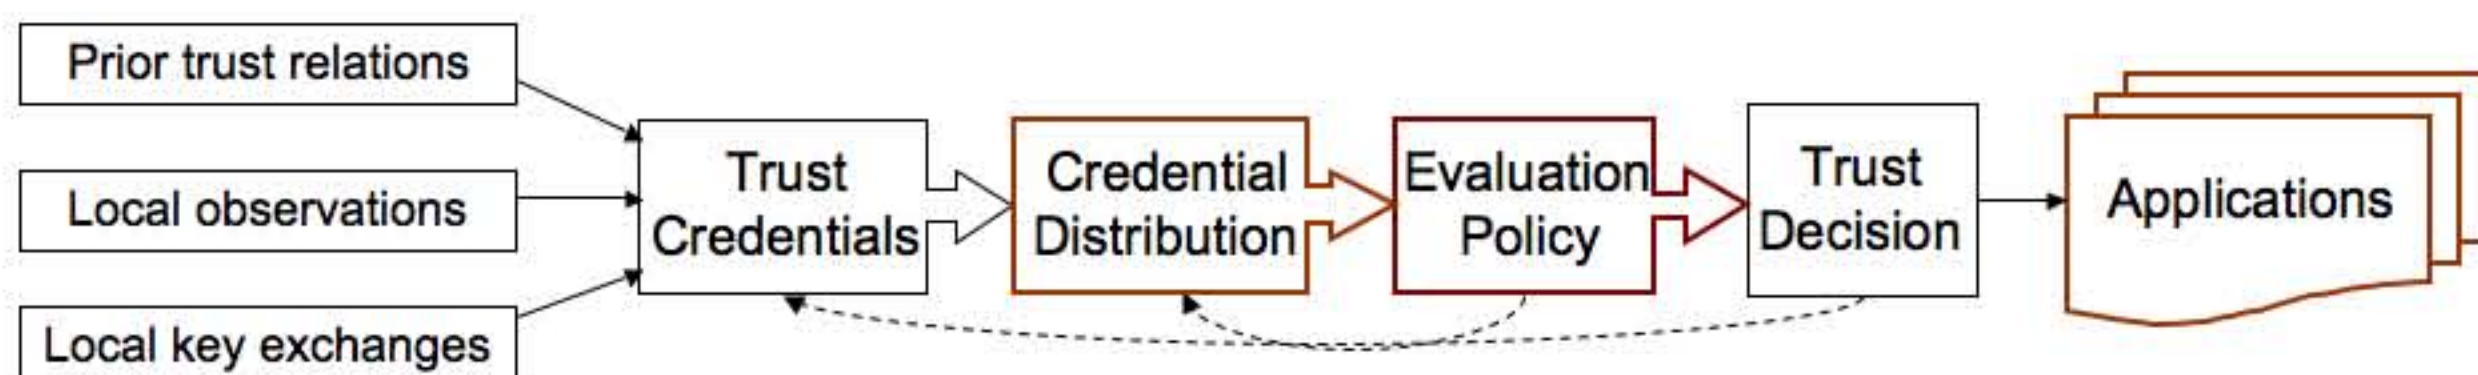 Prior trust relations
Local observations
Local key exchanges
Trust
Credentials
Credential
Distribution
Evaluation
Policy
Trust
Decision
Applications